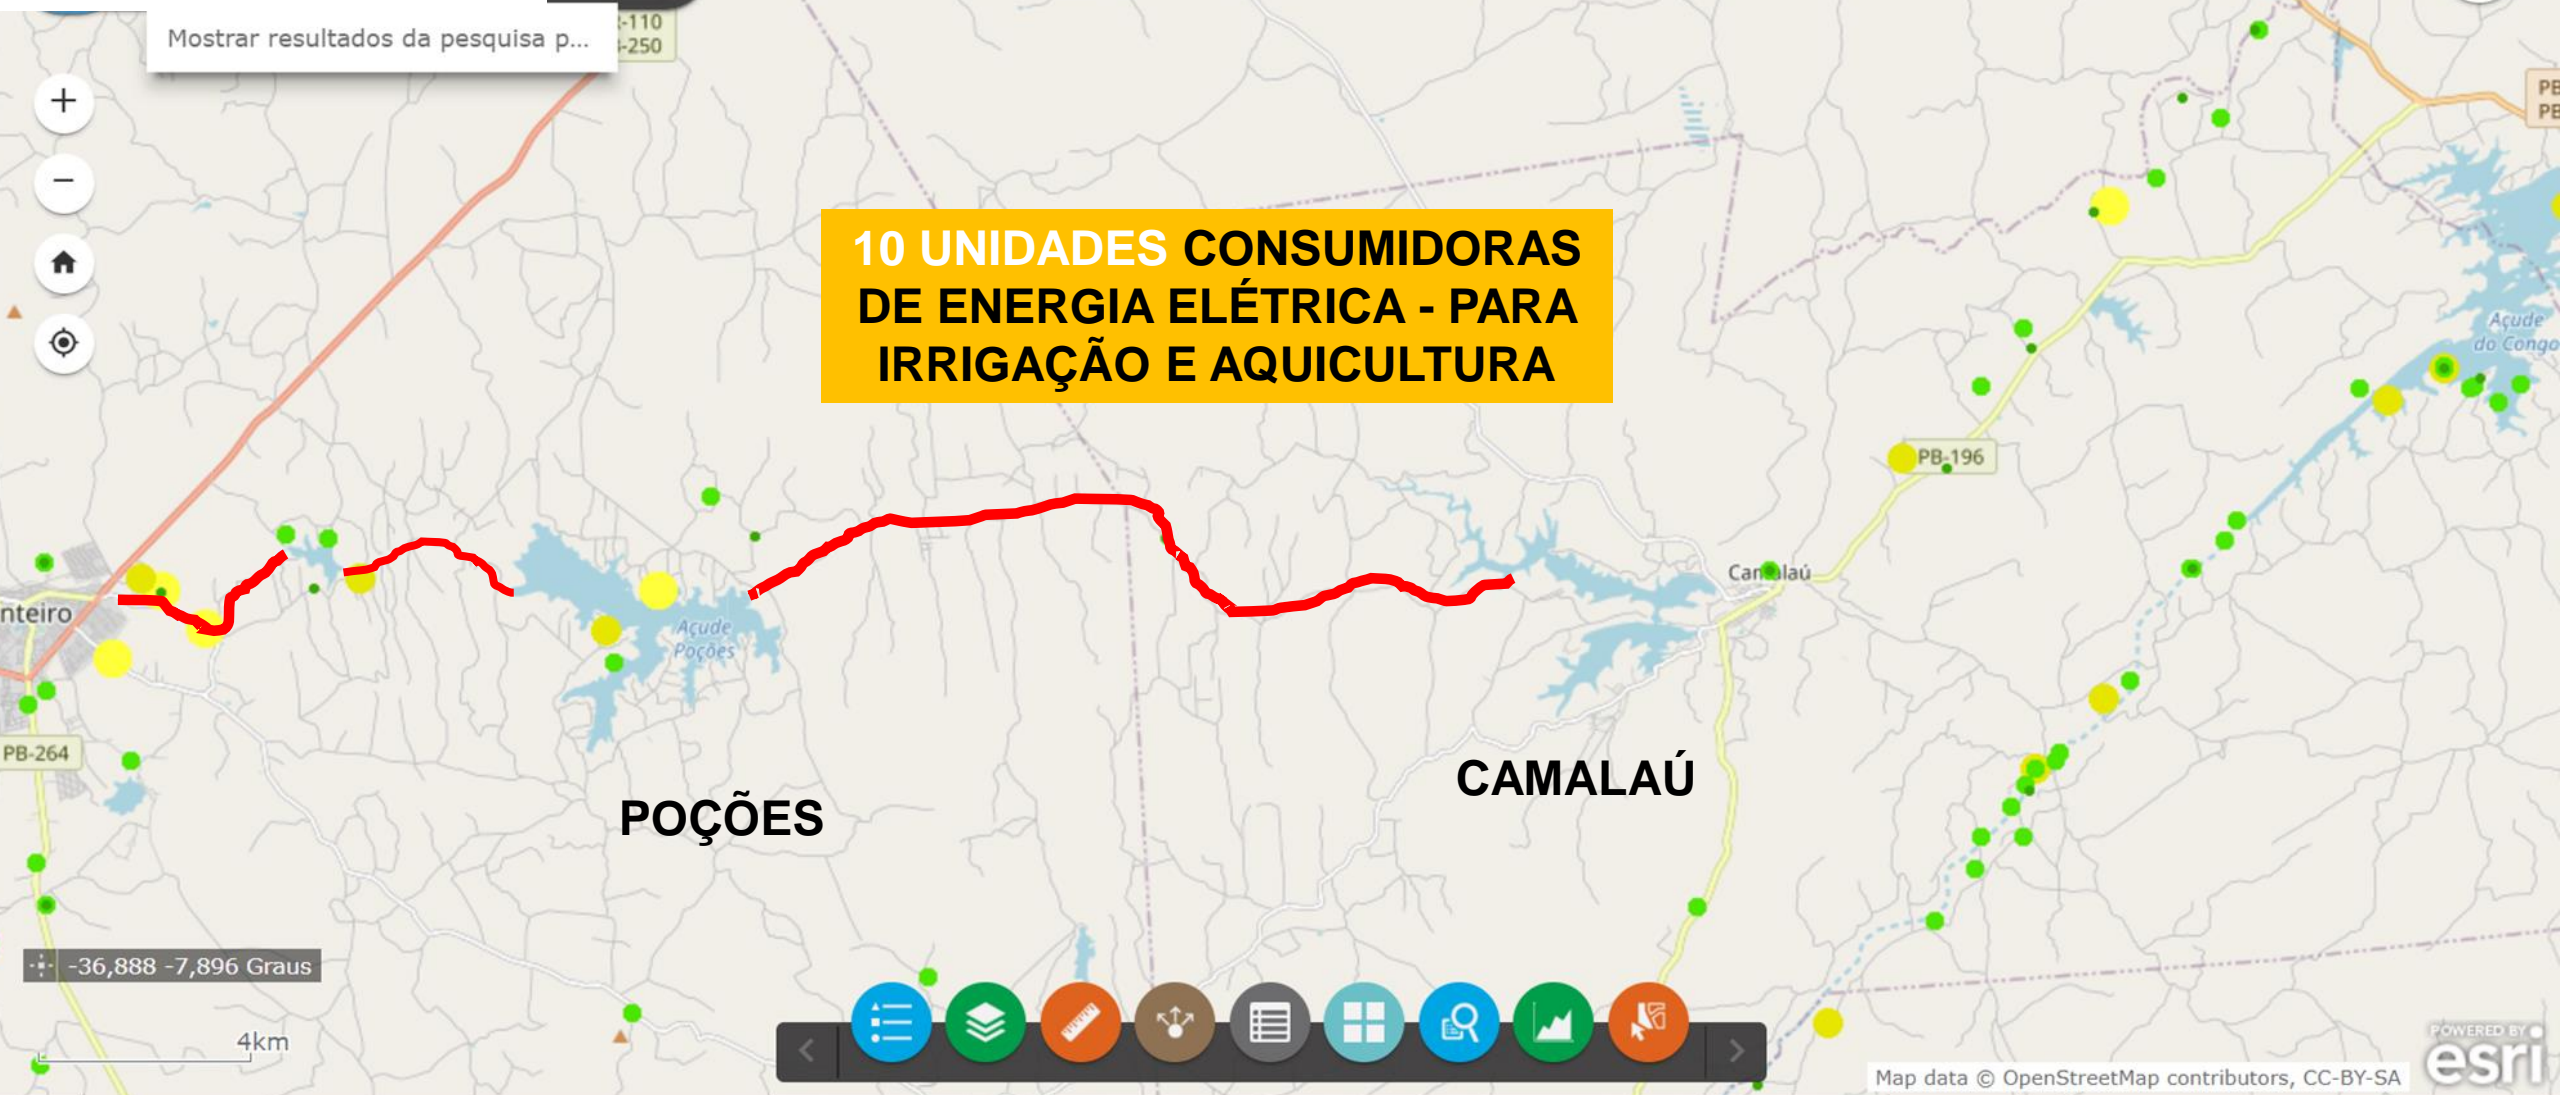 -110
-250
Mostrar resultados da pesquisa p...
PB
PB
10 UNIDADES CONSUMIDORAS
DE ENERGIA ELÉTRICA - PARA
IRRIGAÇÃO E AQUICULTURA
Açude
do Congo
PB-196
Camalaú
nteiro
Açude
Poções
PB-264
CAMALAÚ
POÇÕES
-36,888 -7,896 Graus
4km
POWERED BY
esri
Map data © OpenStreetMap contributors, CC-BY-SA